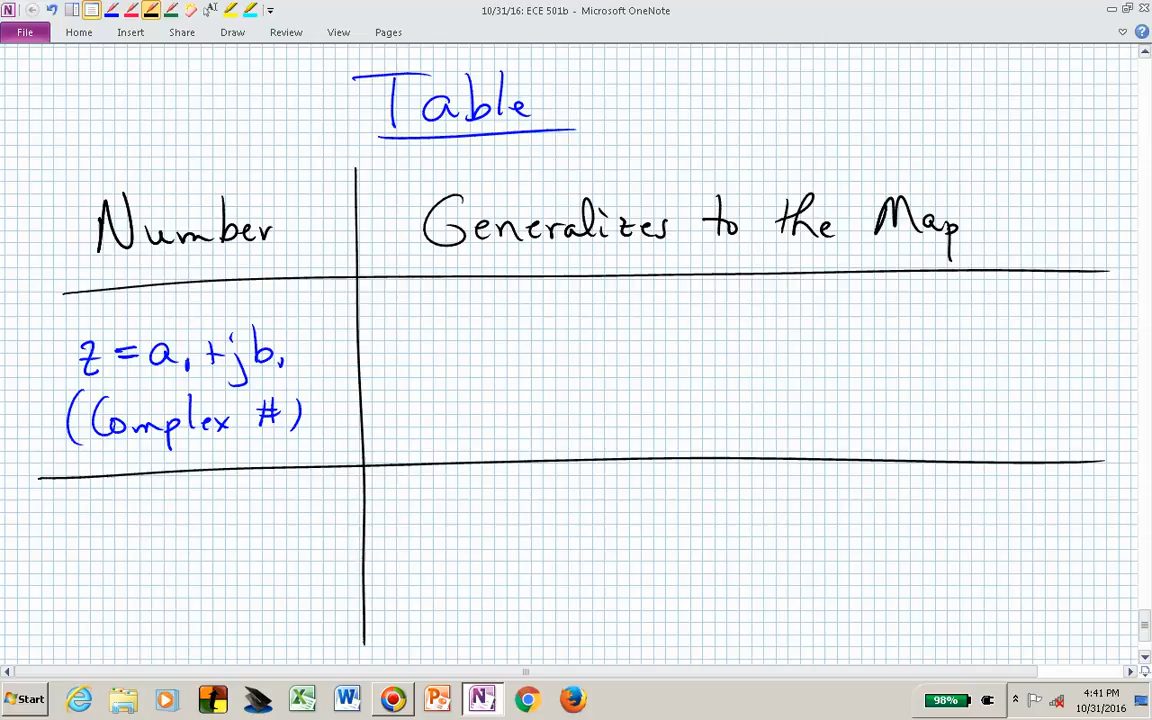 10/31/16: ECE 501b - Microsoft OneNote
File Home Insert Share Draw Review View Pages
Table
Number Generalizes to the Map
z = a₁ + jb₁
(Complex #)
Start
98%
4:41 PM
10/31/2016